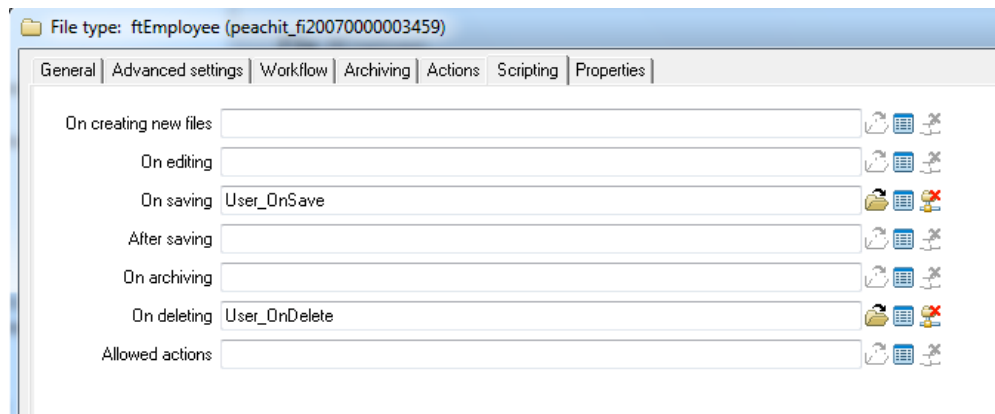 File type: ftEmployee (peachit_fi20070000003459)
General Advanced settings Workflow Archiving Actions Scripting Properties
On creating new files
On editing
On saving User_OnSave
After saving
On archiving
On deleting User_OnDelete
Allowed actions